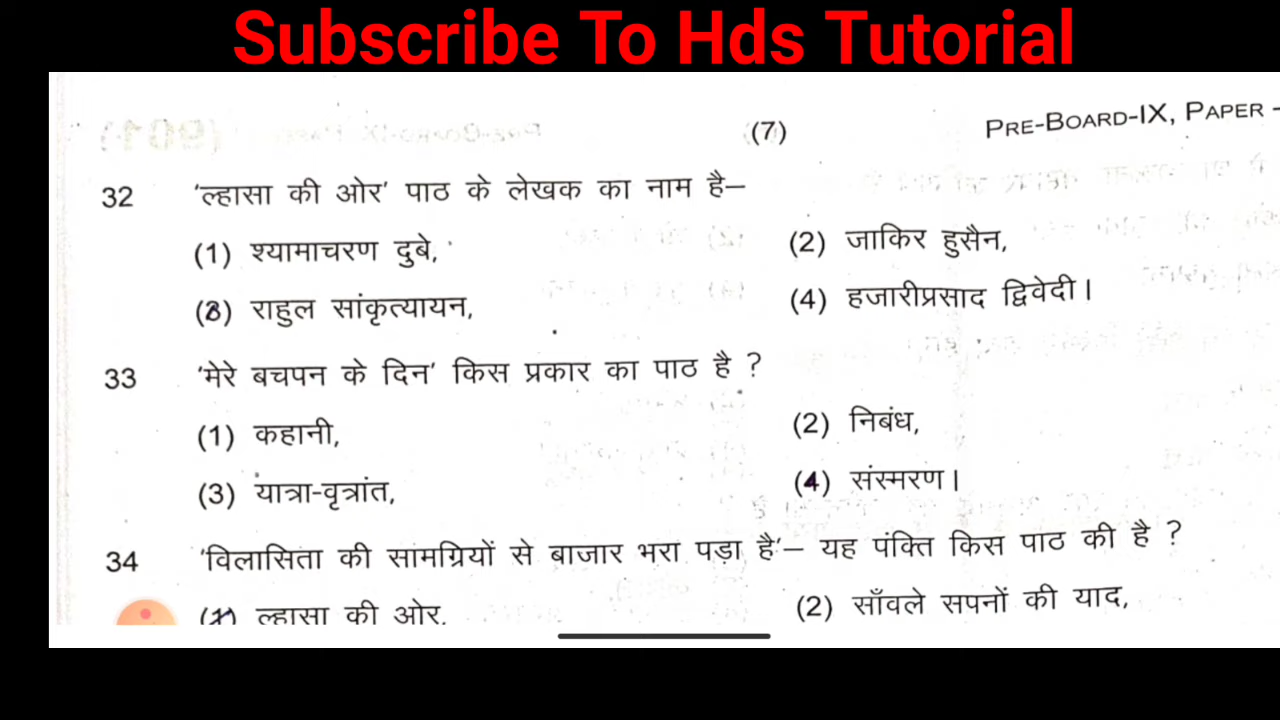 Subscribe To Hds Tutorial
(7) PRE-BOARD-IX, PAPER -
32 'ल्हासा की ओर' पाठ के लेखक का नाम है–
(1) श्यामाचरण दुबे, (2) जाकिर हुसैन,
(3) राहुल सांकृत्यायन, (4) हजारीप्रसाद द्विवेदी।
33 'मेरे बचपन के दिन' किस प्रकार का पाठ है ?
(1) कहानी, (2) निबंध,
(3) यात्रा-वृत्रांत, (4) संस्मरण।
34 'विलासिता की सामग्रियों से बाजार भरा पड़ा है'– यह पंक्ति किस पाठ की है ?
(1) ल्हासा की ओर, (2) साँवले सपनों की याद,